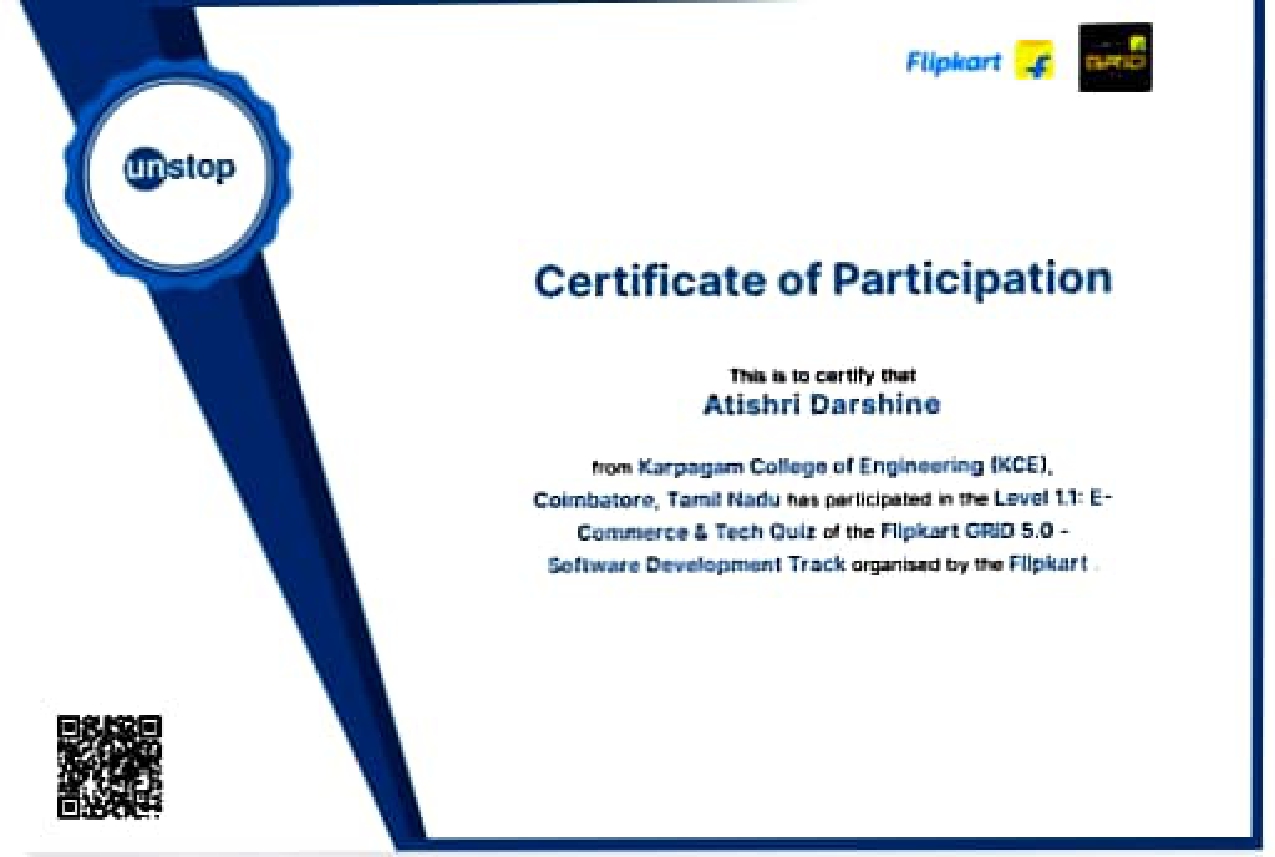 Flipkart
GRID
unstop
Certificate of Participation
This is to certify that
Atishri Darshine
from Karpagam College of Engineering (KCE),
Coimbatore, Tamil Nadu has participated in the Level 1.1: E-
Commerce & Tech Quiz of the Flipkart GRID 5.0 -
Software Development Track organised by the Flipkart .